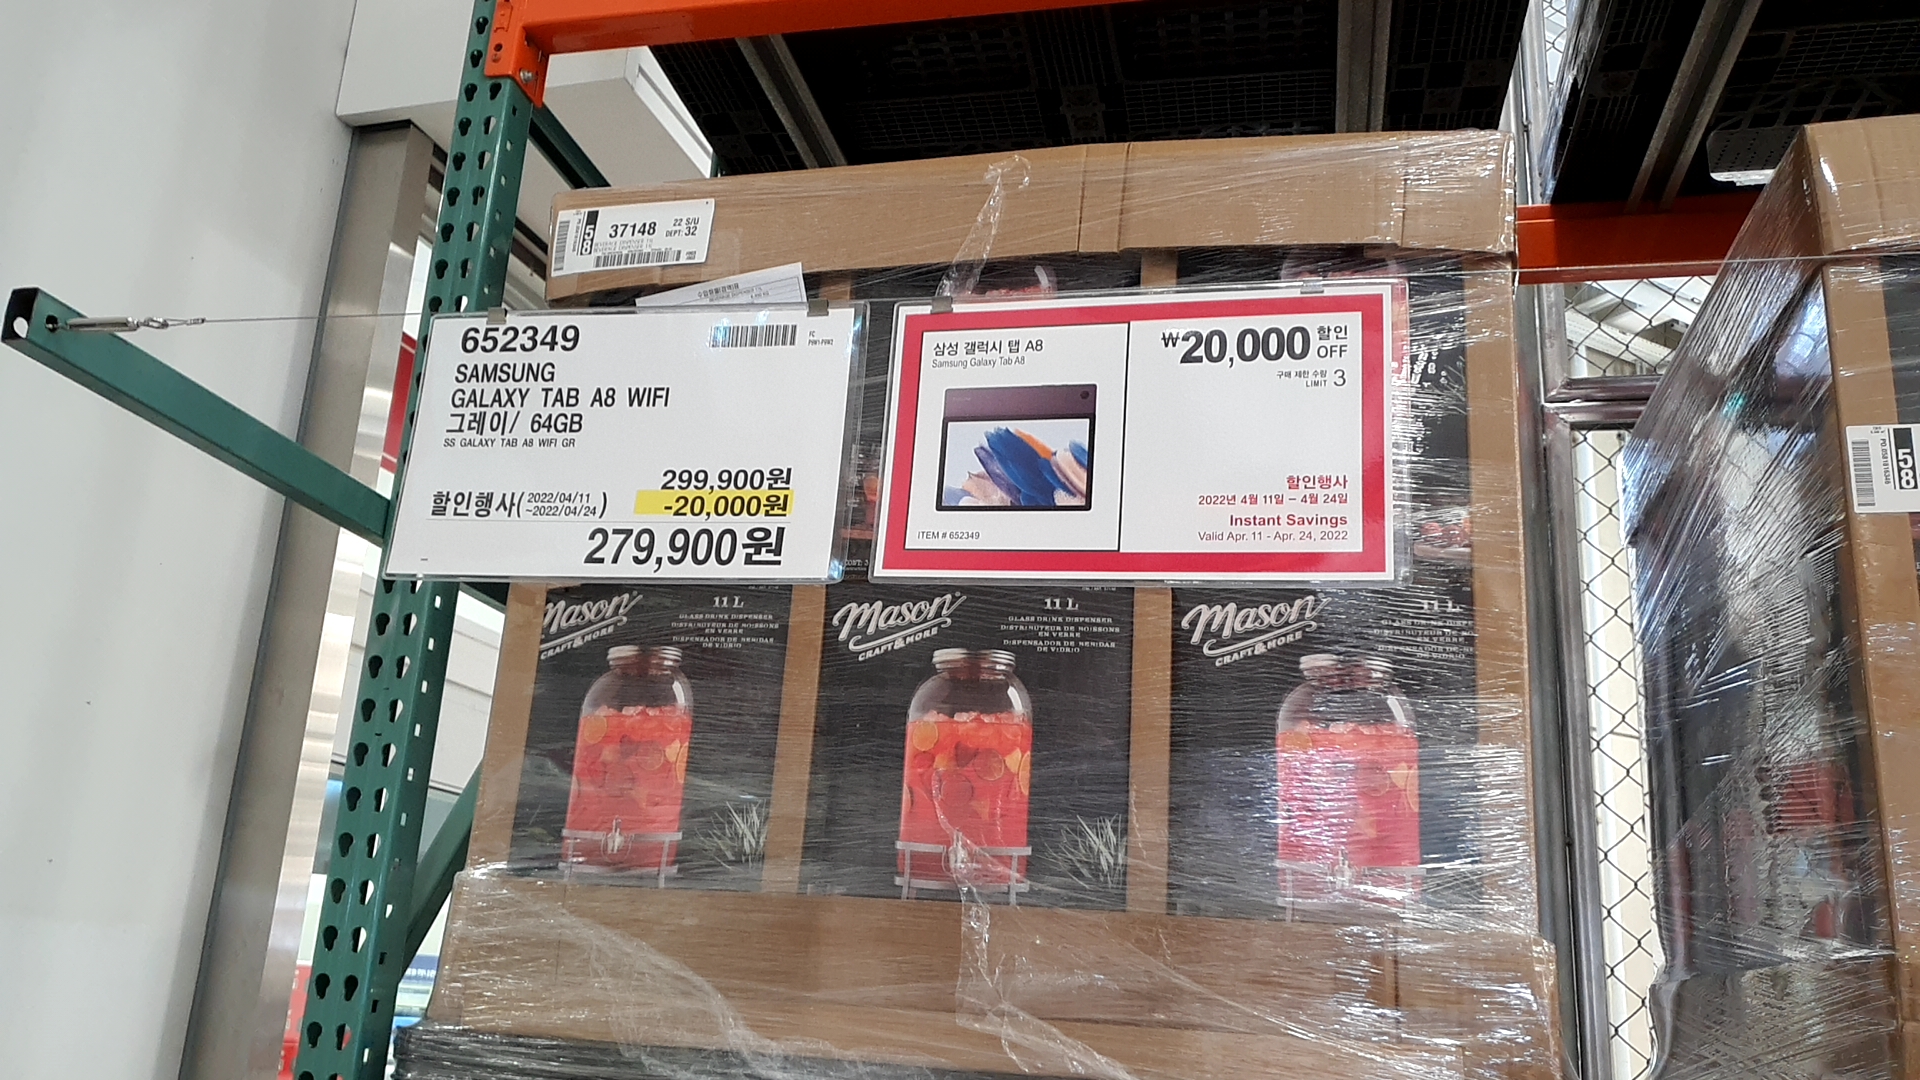 37148
22 S/U
DEPT: 32
528
BEVERAGE DISPENSER 11L
652349
SAMSUNG
GALAXY TAB A8 WIFI
그레이/ 64GB
SS GALAXY TAB A8 WIFI GR
299,900원
할인행사(2022/04/11
~2022/04/24)
-20,000원
279,900원
삼성 갤럭시 탭 A8
Samsung Galaxy Tab A8
ITEM # 652349
₩20,000 할인
OFF
구매 제한 수량
LIMIT 3
할인행사
2022년 4월 11일 – 4월 24일
Instant Savings
Valid Apr. 11 - Apr. 24, 2022
Mason
CRAFT&MORE
11 L
GLASS DRINK DISPENSER
DISTRIBUTEUR DE BOISSONS
EN VERRE
DISPENSADOR DE BEBIDAS
DE VIDRIO
Mason
CRAFT&MORE
11 L
GLASS DRINK DISPENSER
DISTRIBUTEUR DE BOISSONS
EN VERRE
DISPENSADOR DE BEBIDAS
DE VIDRIO
Mason
CRAFT&MORE
11 L